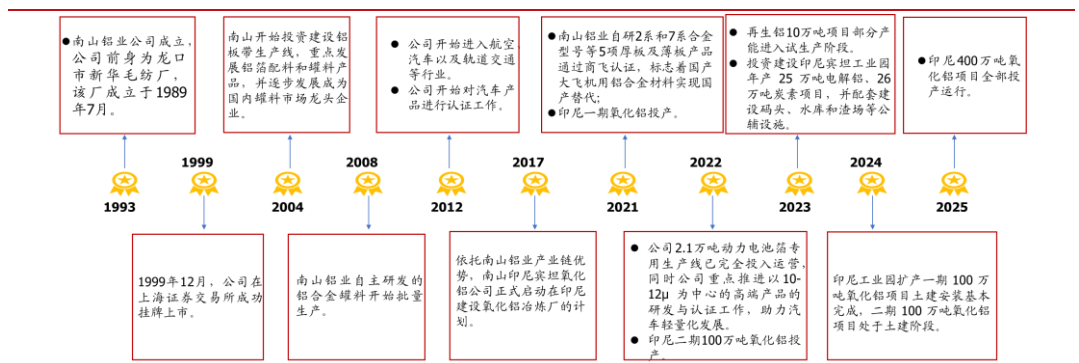 ●南山铝业公司成立，
公司前身为龙口
市新华毛纺厂，
该厂成立于1989
年7月。
南山开始投资建设铝
板带生产线，重点发
展铝箔配料和罐料产
品，并逐步发展成为
国内罐料市场龙头企
业。
● 公司开始进入航空、
汽车以及轨道交通等
行业。
● 公司开始对汽车产
品进行认证工作。
●南山铝业自研2系和7系合金
型号等5项厚板及薄板产品
通过商飞认证，标志着国产
大飞机用铝合金材料实现国
产替代；
●印尼一期氧化铝投产。
● 再生铝10万吨项目部分产
能进入试生产阶段。
● 投资建设印尼宾坦工业园
年产 25 万吨电解铝、26
万吨炭素项目，并配套建
设码头、水库和渣场等公
辅设施。
●印尼400万吨氧
化铝项目全部投
产运行。
1999
2008
2017
2022
2024
1993
2004
2012
2021
2023
2025
1999年12月，公司在
上海证券交易所成功
挂牌上市。
南山铝业自主研发的
铝合金罐料开始批量
生产。
依托南山铝业产业链优
势，南山印尼宾坦氧化
铝公司正式启动在印尼
建设氧化铝冶炼厂的计
划。
● 公司2.1万吨动力电池箔专
用生产线已完全投入运营，
同时公司重点推进以10-
12μ 为中心的高端产品的
研发与认证工作，助力汽
车轻量化发展。
● 印尼二期100万吨氧化铝投
产。
印尼工业园扩产一期 100 万
吨氧化铝项目土建安装基本
完成，二期 100 万吨氧化铝
项目处于土建阶段。